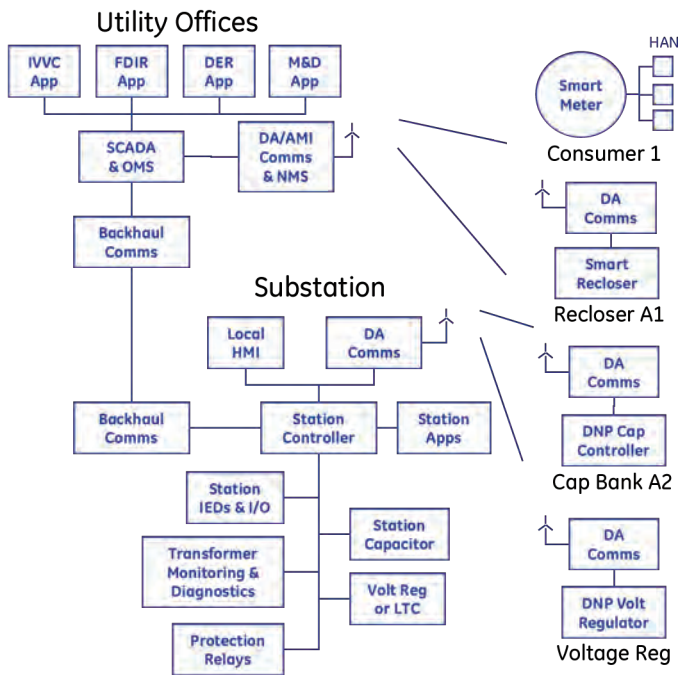 Utility Offices
IVVC
App
FDIR
App
DER
App
M&D
App
SCADA
& OMS
DA/AMI
Comms
& NMS
Backhaul
Comms
HAN
Smart
Meter
Consumer 1
DA
Comms
Smart
Recloser
Recloser A1
Substation
Local
HMI
DA
Comms
Backhaul
Comms
Station
Controller
Station
Apps
Station
IEDs & I/O
Station
Capacitor
Transformer
Monitoring &
Diagnostics
Volt Reg
or LTC
Protection
Relays
DA
Comms
DNP Cap
Controller
Cap Bank A2
DA
Comms
DNP Volt
Regulator
Voltage Reg